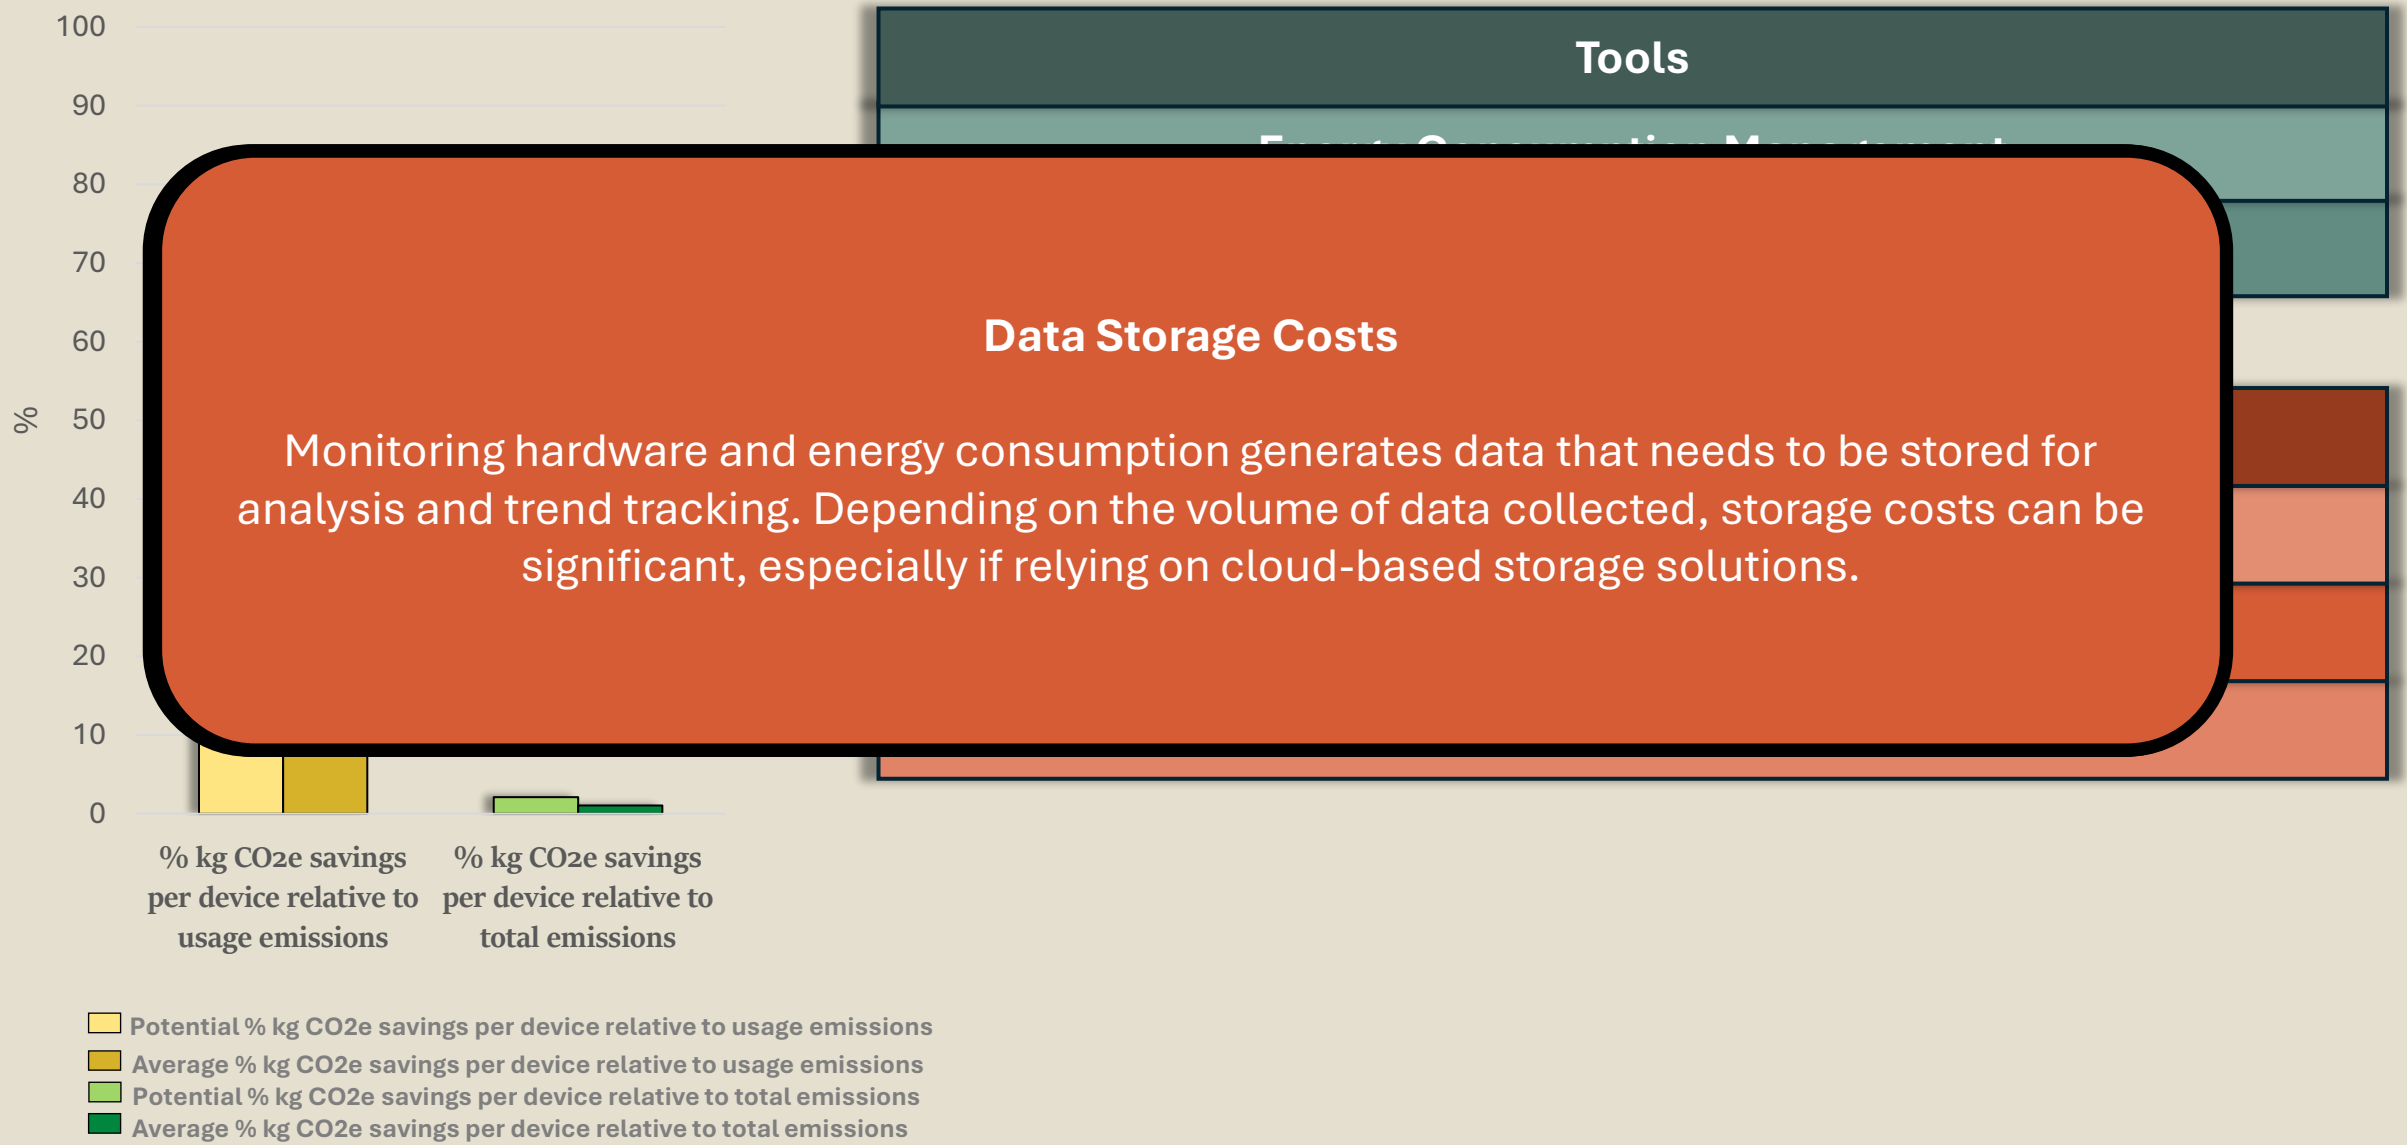 100
90
80
70
60
50
40
30
20
10
0
%
% kg CO2e savings
per device relative to
usage emissions
% kg CO2e savings
per device relative to
total emissions
Potential % kg CO2e savings per device relative to usage emissions
Average % kg CO2e savings per device relative to usage emissions
Potential % kg CO2e savings per device relative to total emissions
Average % kg CO2e savings per device relative to total emissions
Tools
Data Storage Costs
Monitoring hardware and energy consumption generates data that needs to be stored for
analysis and trend tracking. Depending on the volume of data collected, storage costs can be
significant, especially if relying on cloud-based storage solutions.